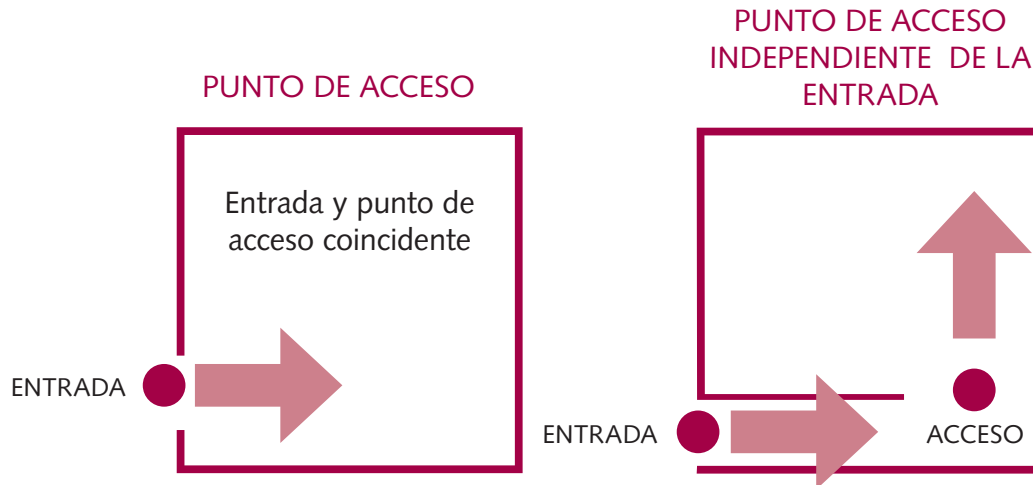 PUNTO DE ACCESO
Entrada y punto de
acceso coincidente
ENTRADA
PUNTO DE ACCESO
INDEPENDIENTE DE LA
ENTRADA
ENTRADA
ACCESO